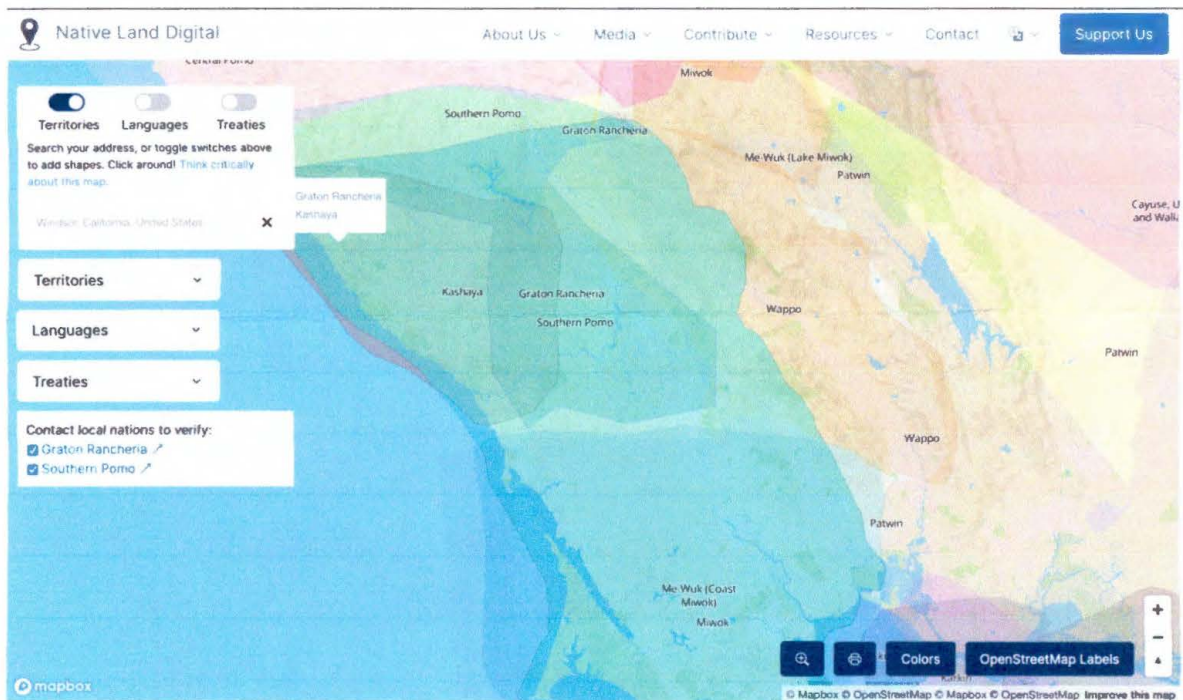 Native Land Digital
About Us
Media
Contribute
Resources
Contact
Support Us
Central Pomo
Miwok
Territories
Languages
Treaties
Search your address, or toggle switches above
to add shapes. Click around! Think critically
about this map.
Windsor, California, United States
Southern Pomo
Graton Rancheria
Me-Wuk (Lake Miwok)
Patwin
Graton Rancheria
Kashaya
Cayuse, U
and Walla
Territories
Languages
Treaties
Kashaya
Graton Rancheria
Southern Pomo
Wappo
Patwin
Contact local nations to verify:
Graton Rancheria
Southern Pomo
Wappo
Patwin
Me-Wuk (Coast
Miwok)
Miwok
+
−
Colors
OpenStreetMap Labels
Karkin
mapbox
© Mapbox © OpenStreetMap © Mapbox © OpenStreetMap Improve this map